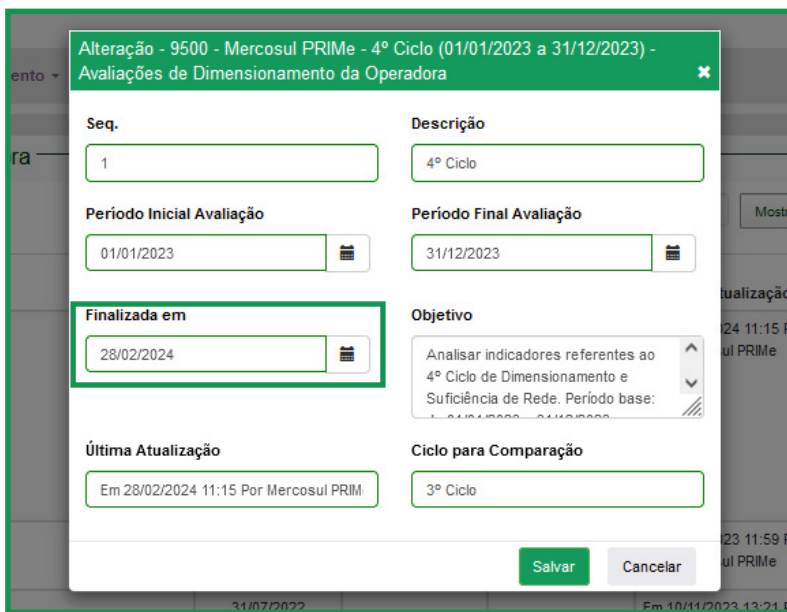 Alteração - 9500 - Mercosul PRIMe - 4º Ciclo (01/01/2023 a 31/12/2023) -
Avaliações de Dimensionamento da Operadora
Seq.
Descrição
1
4º Ciclo
Período Inicial Avaliação
Período Final Avaliação
01/01/2023
31/12/2023
Finalizada em
Objetivo
28/02/2024
Analisar indicadores referentes ao
4º Ciclo de Dimensionamento e
Suficiência de Rede. Período base:
Última Atualização
Ciclo para Comparação
Em 28/02/2024 11:15 Por Mercosul PRIM
3º Ciclo
Salvar
Cancelar
ento
ra
Most
tualização
24 11:15
ul PRIMe
23 11:59
ul PRIMe
31/07/2022
Em 10/11/2023 13:21